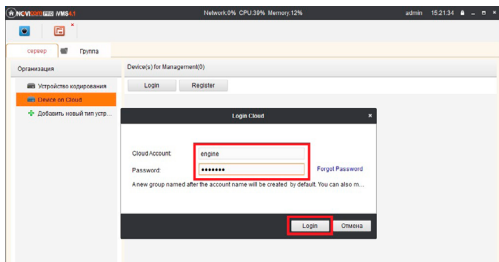 NOVIcam PRO iVMS4.1 Network:0% CPU:39% Memory:12% admin 15:21:34
сервер Группа
Организация Device(s) for Management(0)
Устройство кодирования Login Register
Device on Cloud
Добавить новый тип устр...
Login Cloud
Cloud Account: engine
Password: ●●●●●●● Forgot Password
A new group named after the account name will be created by default. You can also m...
Login Отмена